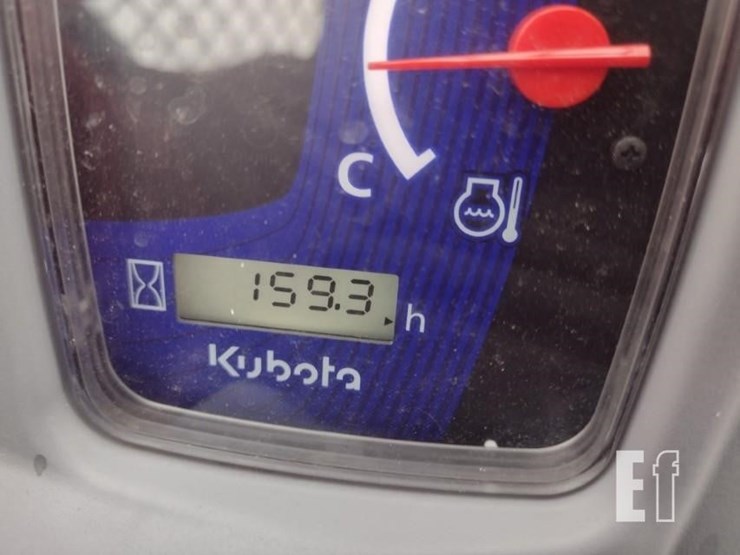 C
159.3 h
Kubota
Ef